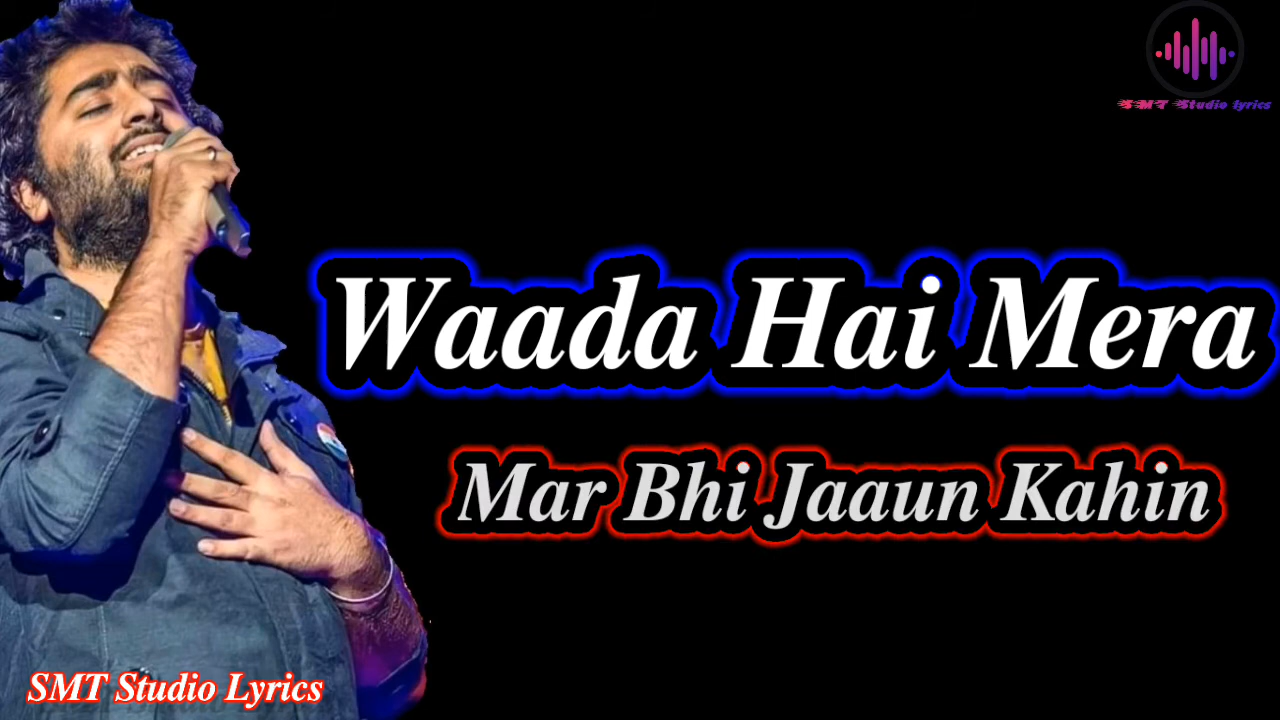 SMT Studio lyrics
Waada Hai Mera
Mar Bhi Jaaun Kahin
SMT Studio Lyrics